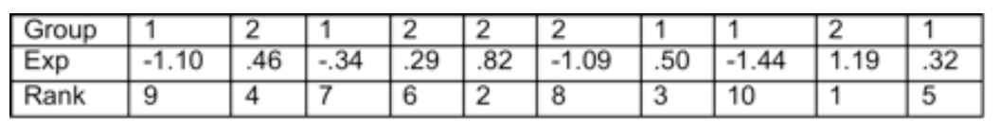 Group 1 2 1 2 2 2 1 1 2 1
Exp -1.10 .46 -.34 .29 .82 -1.09 .50 -1.44 1.19 .32
Rank 9 4 7 6 2 8 3 10 1 5